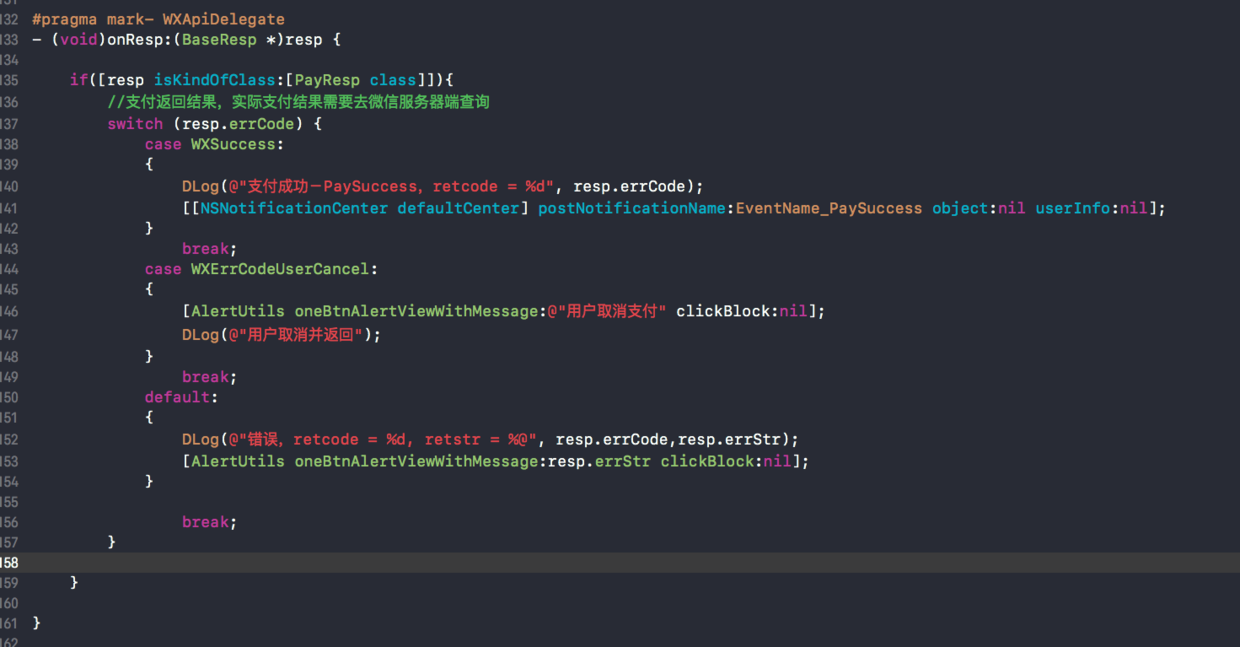 131
132 #pragma mark- WXApiDelegate
133 - (void)onResp:(BaseResp *)resp {
134
135     if([resp isKindOfClass:[PayResp class]]){
136         //支付返回结果，实际支付结果需要去微信服务器端查询
137         switch (resp.errCode) {
138             case WXSuccess:
139             {
140                 DLog(@"支付成功－PaySuccess，retcode = %d", resp.errCode);
141                 [[NSNotificationCenter defaultCenter] postNotificationName:EventName_PaySuccess object:nil userInfo:nil];
142             }
143                 break;
144             case WXErrCodeUserCancel:
145             {
146                 [AlertUtils oneBtnAlertViewWithMessage:@"用户取消支付" clickBlock:nil];
147                 DLog(@"用户取消并返回");
148             }
149                 break;
150             default:
151             {
152                 DLog(@"错误，retcode = %d, retstr = %@", resp.errCode,resp.errStr);
153                 [AlertUtils oneBtnAlertViewWithMessage:resp.errStr clickBlock:nil];
154             }
155
156                 break;
157         }
158
159     }
160
161 }
162